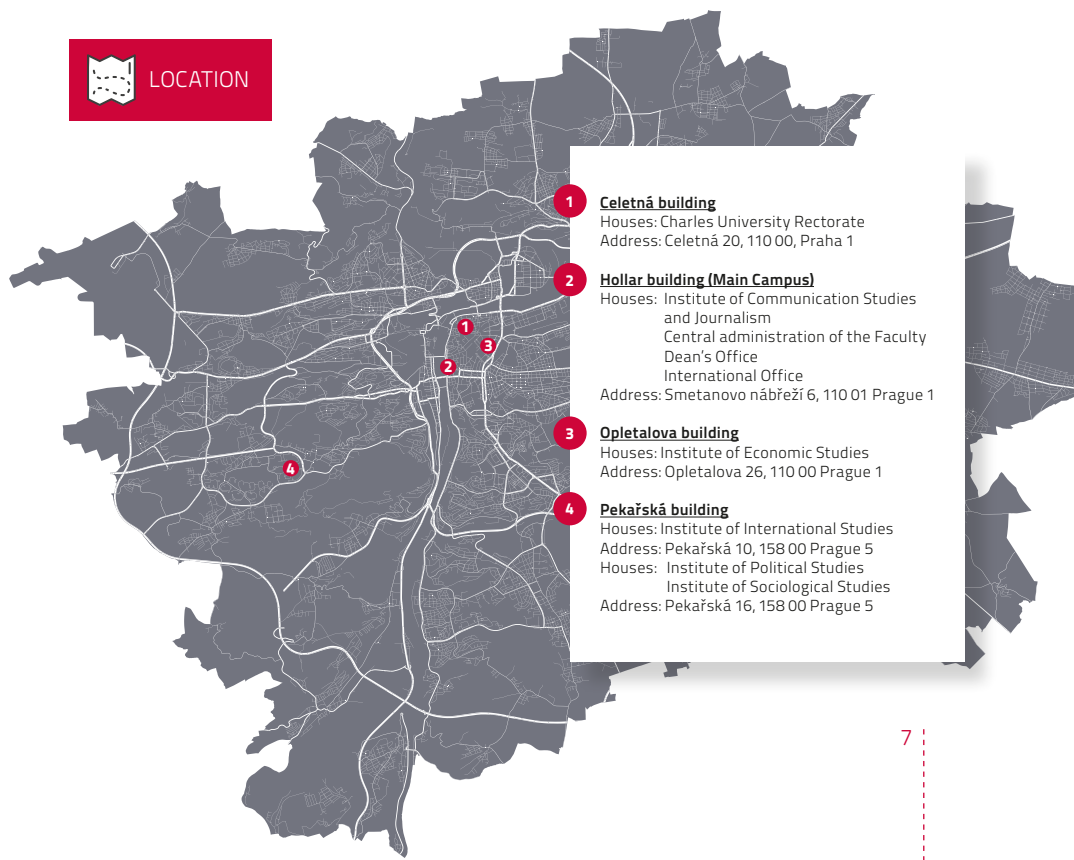 LOCATION
1
Celetná building
Houses: Charles University Rectorate
Address: Celetná 20, 110 00, Praha 1
2
Hollar building (Main Campus)
Houses: Institute of Communication Studies
and Journalism
Central administration of the Faculty
Dean's Office
International Office
Address: Smetanovo nábřeží 6, 110 01 Prague 1
3
Opletalova building
Houses: Institute of Economic Studies
Address: Opletalova 26, 110 00 Prague 1
4
Pekařská building
Houses: Institute of International Studies
Address: Pekařská 10, 158 00 Prague 5
Houses: Institute of Political Studies
Institute of Sociological Studies
Address: Pekařská 16, 158 00 Prague 5
1
3
2
4
7